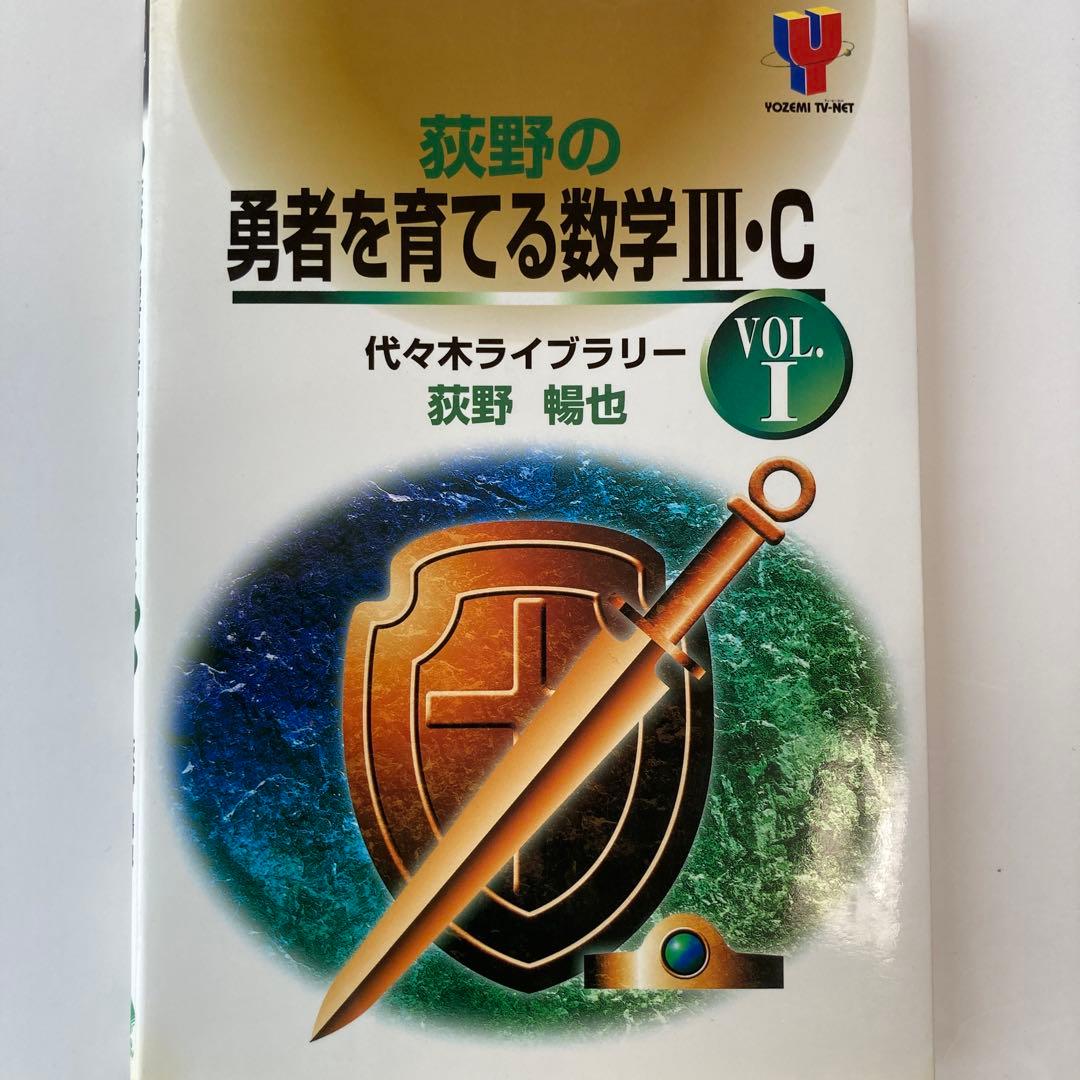 YOZEMI TV-NET
荻野の
勇者を育てる数学Ⅲ・C
VOL.
I
代々木ライブラリー
荻野 暢也